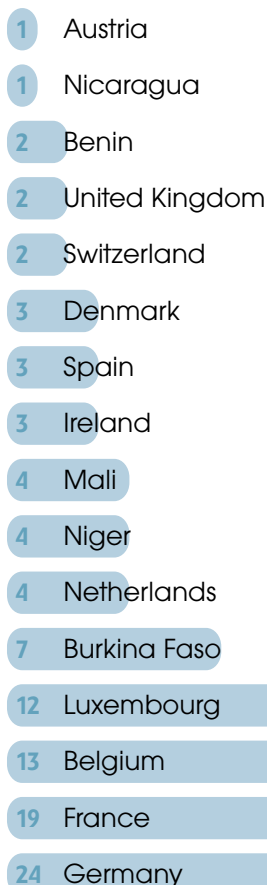 1 Austria
1 Nicaragua
2 Benin
2 United Kingdom
2 Switzerland
3 Denmark
3 Spain
3 Ireland
4 Mali
4 Niger
4 Netherlands
7 Burkina Faso
12 Luxembourg
13 Belgium
19 France
24 Germany